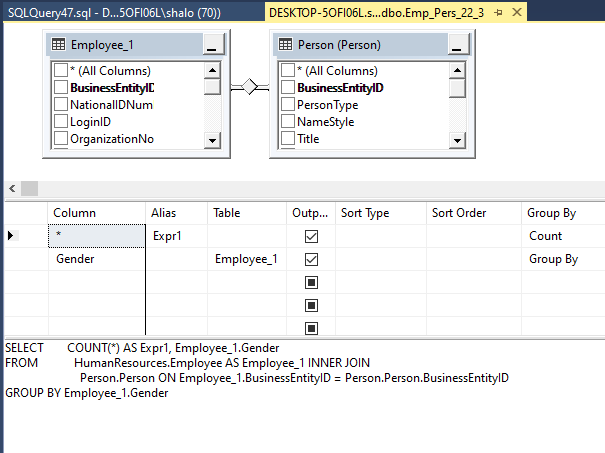 SQLQuery47.sql - D...5OFI06L\shalo (70))
DESKTOP-5OFI06L.s...dbo.Emp_Pers_22_3
Employee_1
* (All Columns)
BusinessEntityID
NationalIDNum
LoginID
OrganizationNo
Person (Person)
* (All Columns)
BusinessEntityID
PersonType
NameStyle
Title
Column Alias Table Outp... Sort Type Sort Order Group By
* Expr1 Count
Gender Employee_1 Group By
SELECT COUNT(*) AS Expr1, Employee_1.Gender
FROM HumanResources.Employee AS Employee_1 INNER JOIN
Person.Person ON Employee_1.BusinessEntityID = Person.Person.BusinessEntityID
GROUP BY Employee_1.Gender